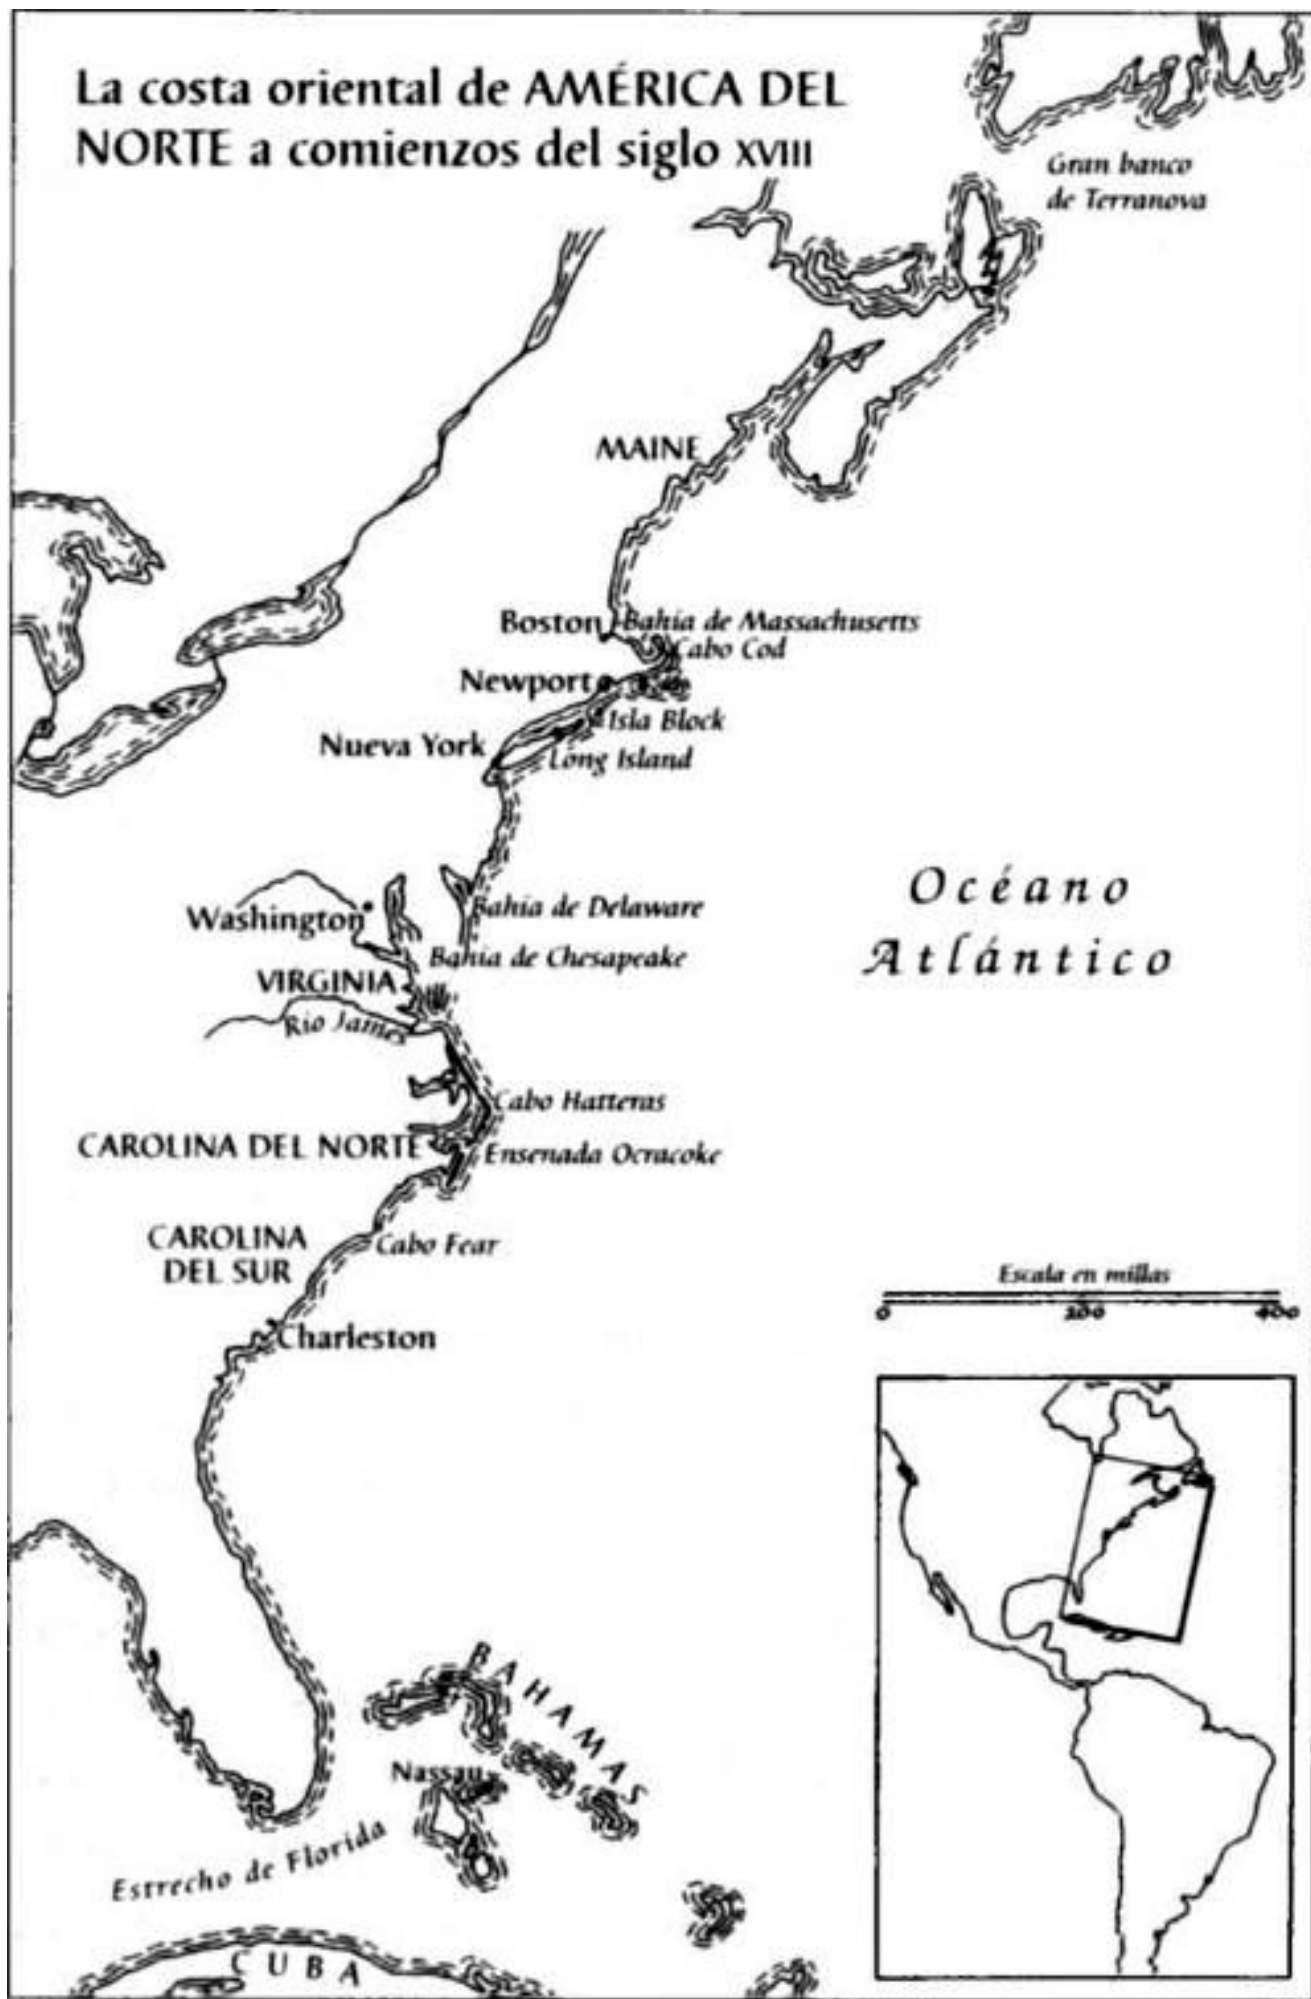 La costa oriental de AMÉRICA DEL
NORTE a comienzos del siglo XVIII
Gran banco
de Terranova
MAINE
Boston
Bahía de Massachusetts
Cabo Cod
Newport
Isla Block
Nueva York
Long Island
Océano
Atlántico
Washington
Bahía de Delaware
Bahía de Chesapeake
VIRGINIA
Río James
Cabo Hatteras
CAROLINA DEL NORTE
Ensenada Ocracoke
CAROLINA
DEL SUR
Cabo Fear
Escala en millas
0 200 400
Charleston
BAHAMAS
Nassau
Estrecho de Florida
CUBA